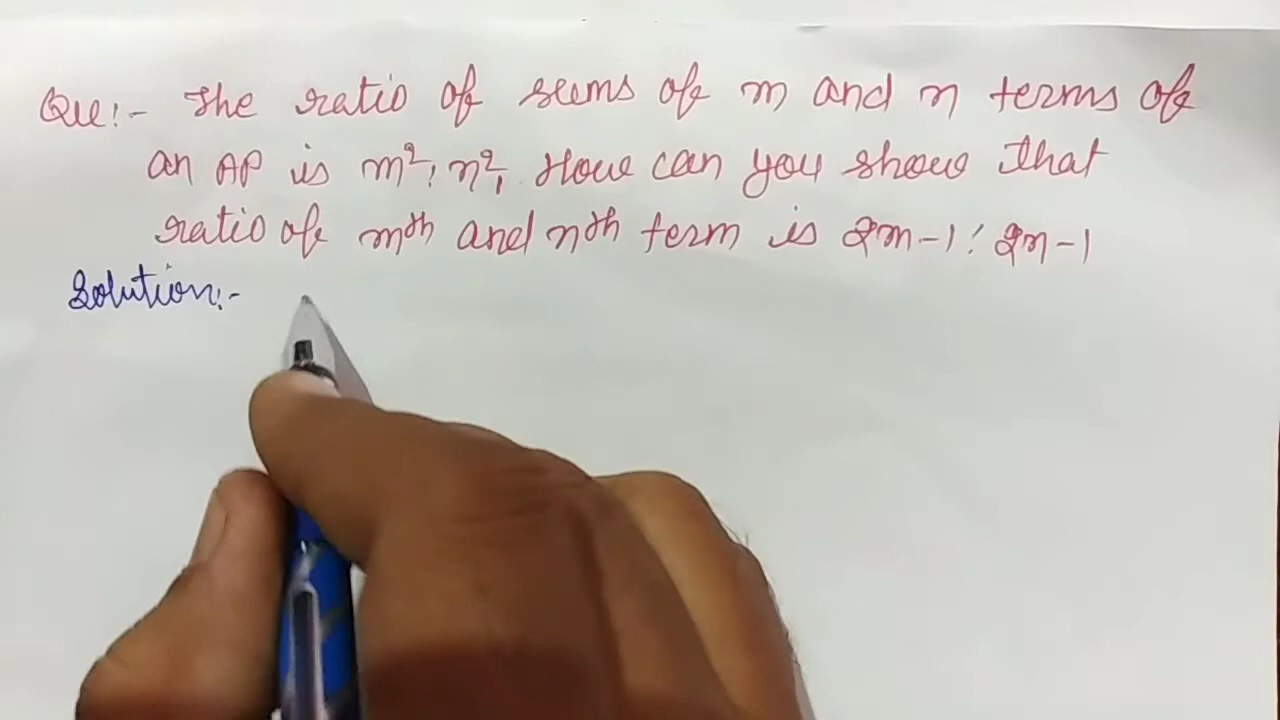 Que:- The ratio of sums of m and n terms of
an AP is m²:n². How can you show that
ratio of mth and nth term is 2m-1:2n-1
Solution:-